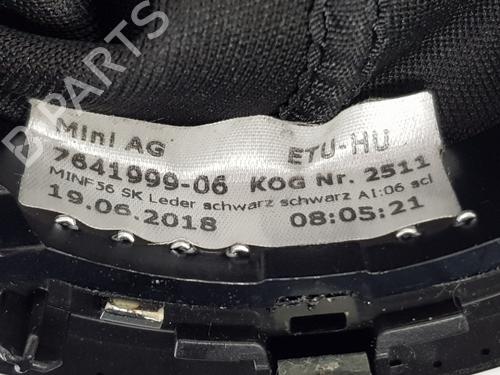 B-PARTS
Mini AG ETU-HU
7641999-06 KOG Nr. 2511
MINF56 SK Leder schwarz schwarz AI:06 scl
19.06.2018 08:05:21